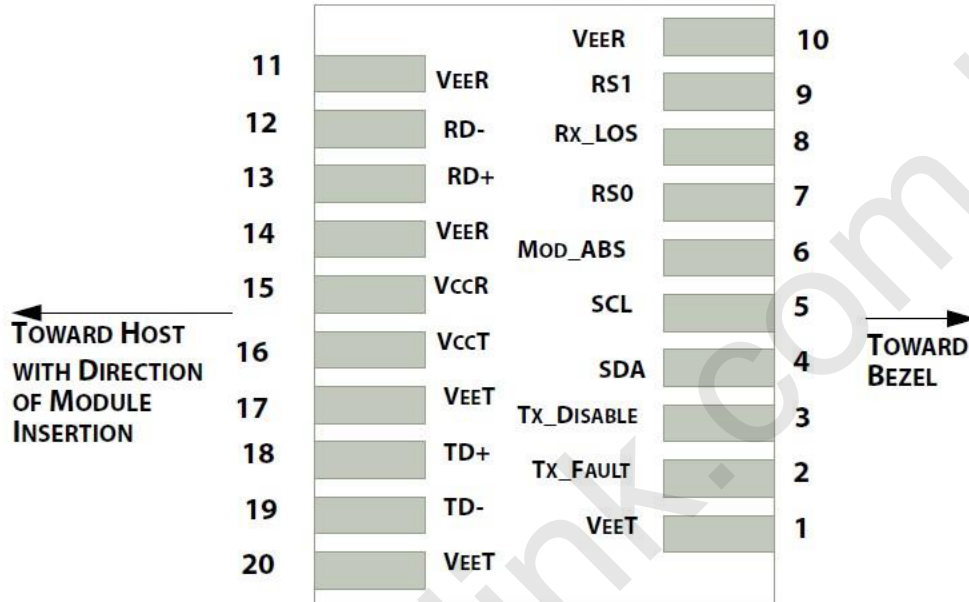 11 VEER
12 RD-
13 RD+
14 VEER
15 VCCR
16 VCCT
17 VEET
18 TD+
19 TD-
20 VEET
VEER 10
RS1 9
RX_LOS 8
RS0 7
MOD_ABS 6
SCL 5
SDA 4
TX_DISABLE 3
TX_FAULT 2
VEET 1
TOWARD HOST
WITH DIRECTION
OF MODULE
INSERTION
TOWARD
BEZEL
link.com